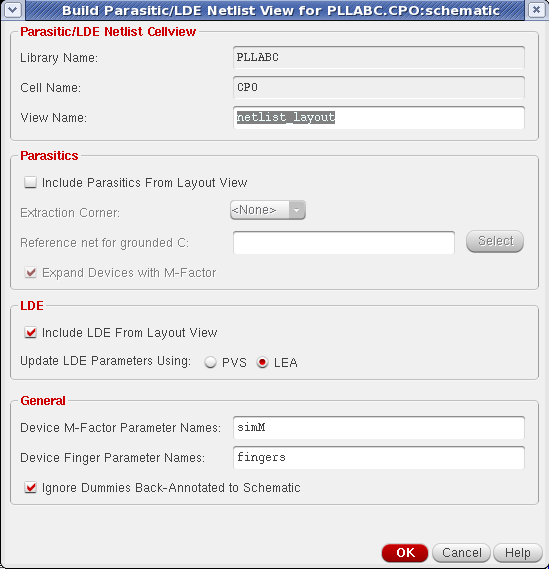 Build Parasitic/LDE Netlist View for PLLABC.CPO:schematic
Parasitic/LDE Netlist Cellview
Library Name: PLLABC
Cell Name: CPO
View Name: netlist_layout
Parasitics
Include Parasitics From Layout View
Extraction Corner: <None>
Reference net for grounded C: Select
Expand Devices with M-Factor
LDE
Include LDE From Layout View
Update LDE Parameters Using: PVS LEA
General
Device M-Factor Parameter Names: simM
Device Finger Parameter Names: fingers
Ignore Dummies Back-Annotated to Schematic
OK Cancel Help